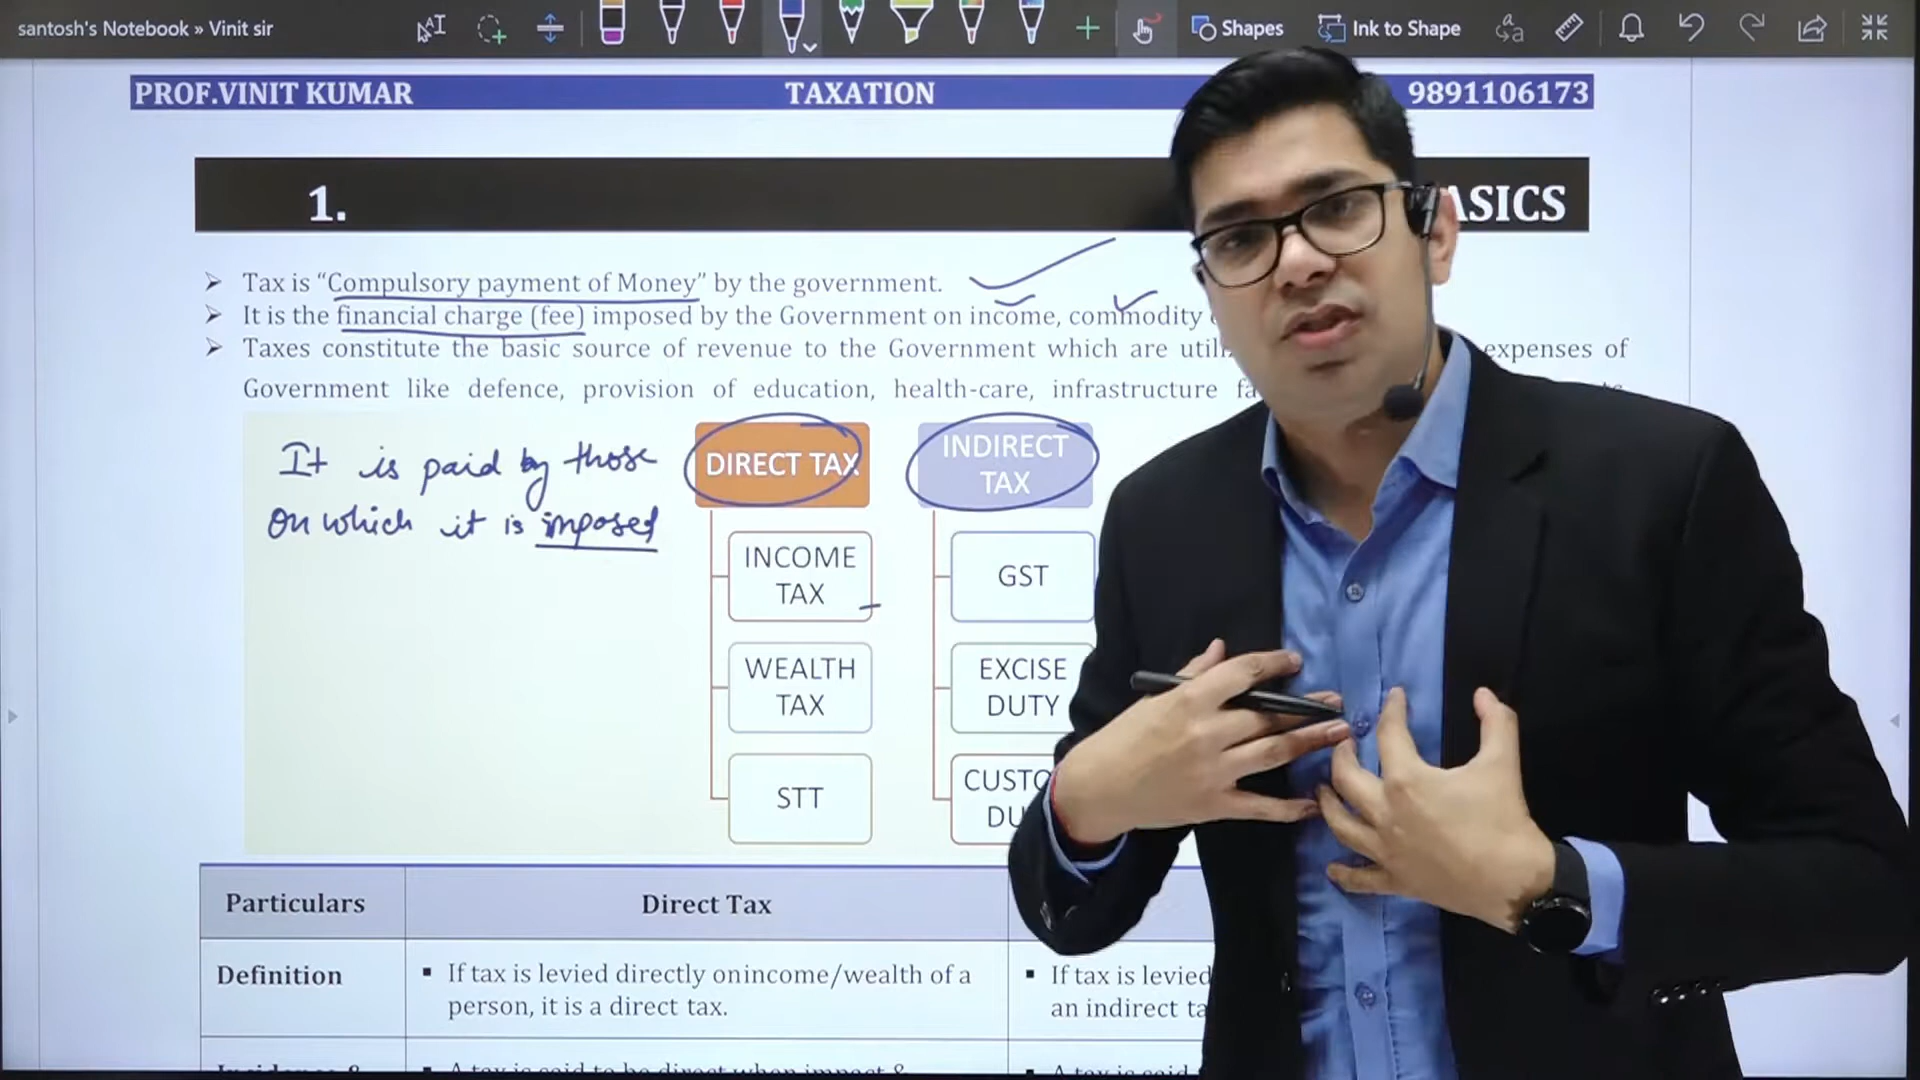 santosh's Notebook » Vinit sir
Shapes
Ink to Shape
PROF.VINIT KUMAR TAXATION 9891106173
1. ASICS
Tax is “Compulsory payment of Money” by the government.
It is the financial charge (fee) imposed by the Government on income, commodity
Taxes constitute the basic source of revenue to the Government which are expenses of
Government like defence, provision of education, health-care, infrastructure
It is paid by those
on which it is imposed
DIRECT TAX
INCOME
TAX
WEALTH
TAX
STT
INDIRECT
TAX
GST
EXCISE
DUTY
CUSTO
DU
Particulars Direct Tax
Definition
▪ If tax is levied directly onincome/wealth of a
person, it is a direct tax.
▪ If tax is levied
an indirect ta